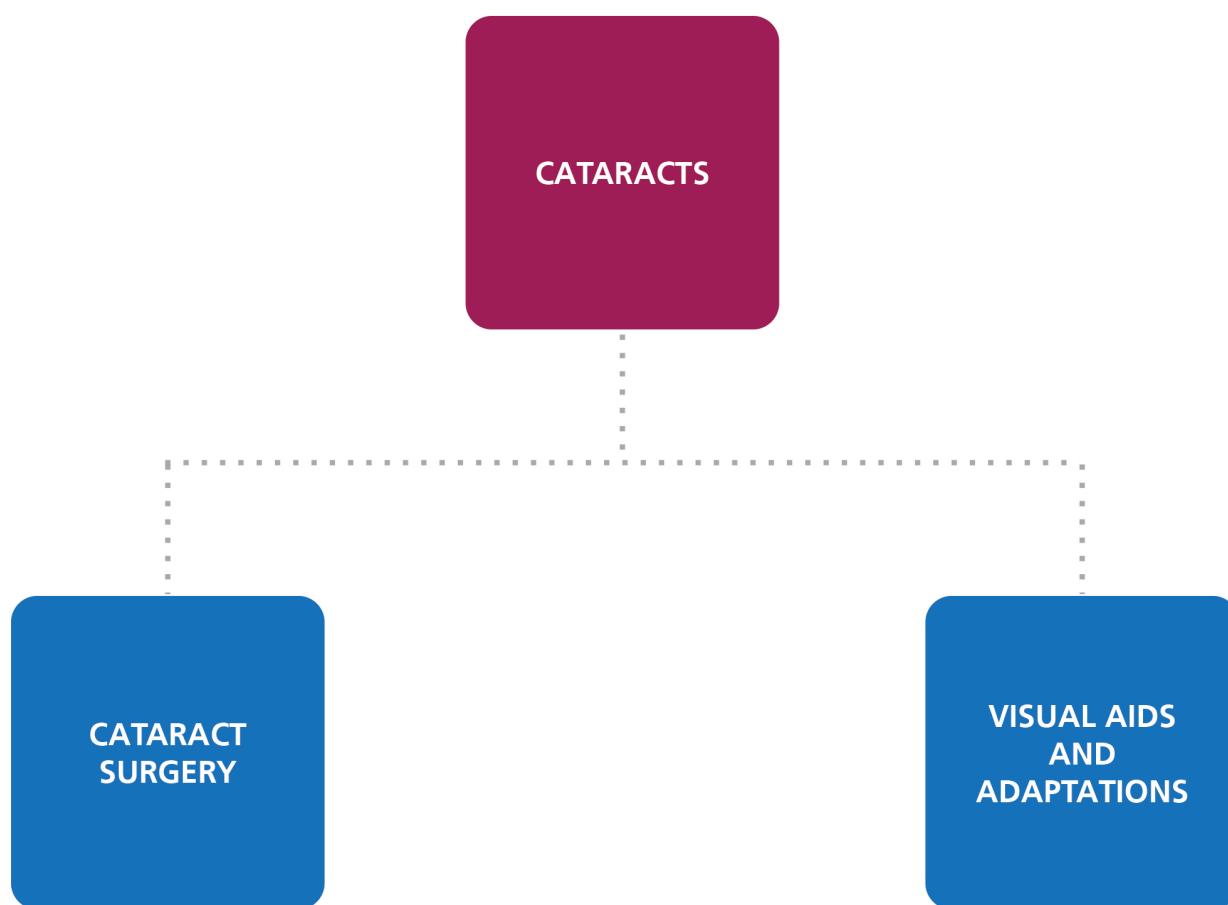 CATARACTS
CATARACT
SURGERY
VISUAL AIDS
AND
ADAPTATIONS